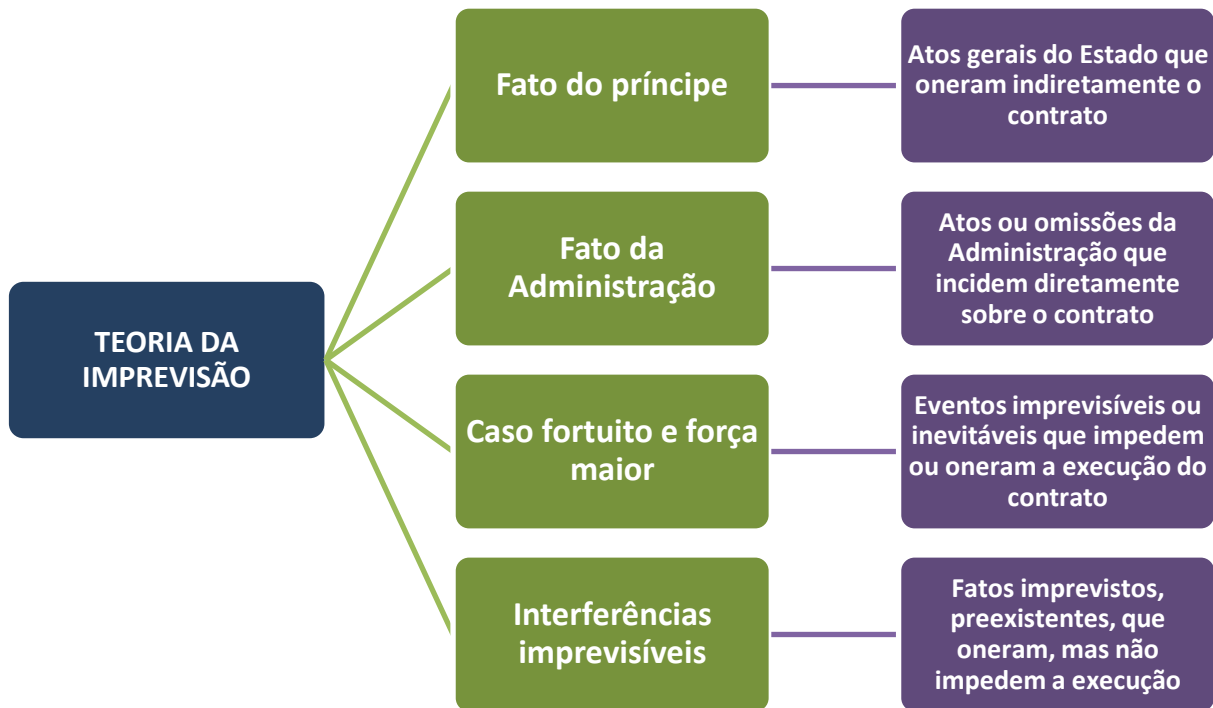 TEORIA DA
IMPREVISÃO
Fato do príncipe
Atos gerais do Estado que
oneram indiretamente o
contrato
Fato da
Administração
Atos ou omissões da
Administração que
incidem diretamente
sobre o contrato
Caso fortuito e força
maior
Eventos imprevisíveis ou
inevitáveis que impedem
ou oneram a execução do
contrato
Interferências
imprevisíveis
Fatos imprevistos,
preexistentes, que
oneram, mas não
impedem a execução